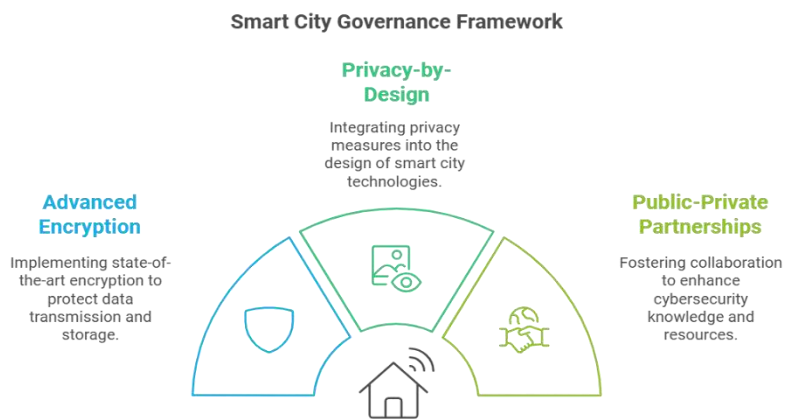 Smart City Governance Framework
Privacy-by-
Design
Integrating privacy
measures into the
design of smart city
technologies.
Advanced
Encryption
Implementing state-of-
the-art encryption to
protect data
transmission and
storage.
Public-Private
Partnerships
Fostering collaboration
to enhance
cybersecurity
knowledge and
resources.